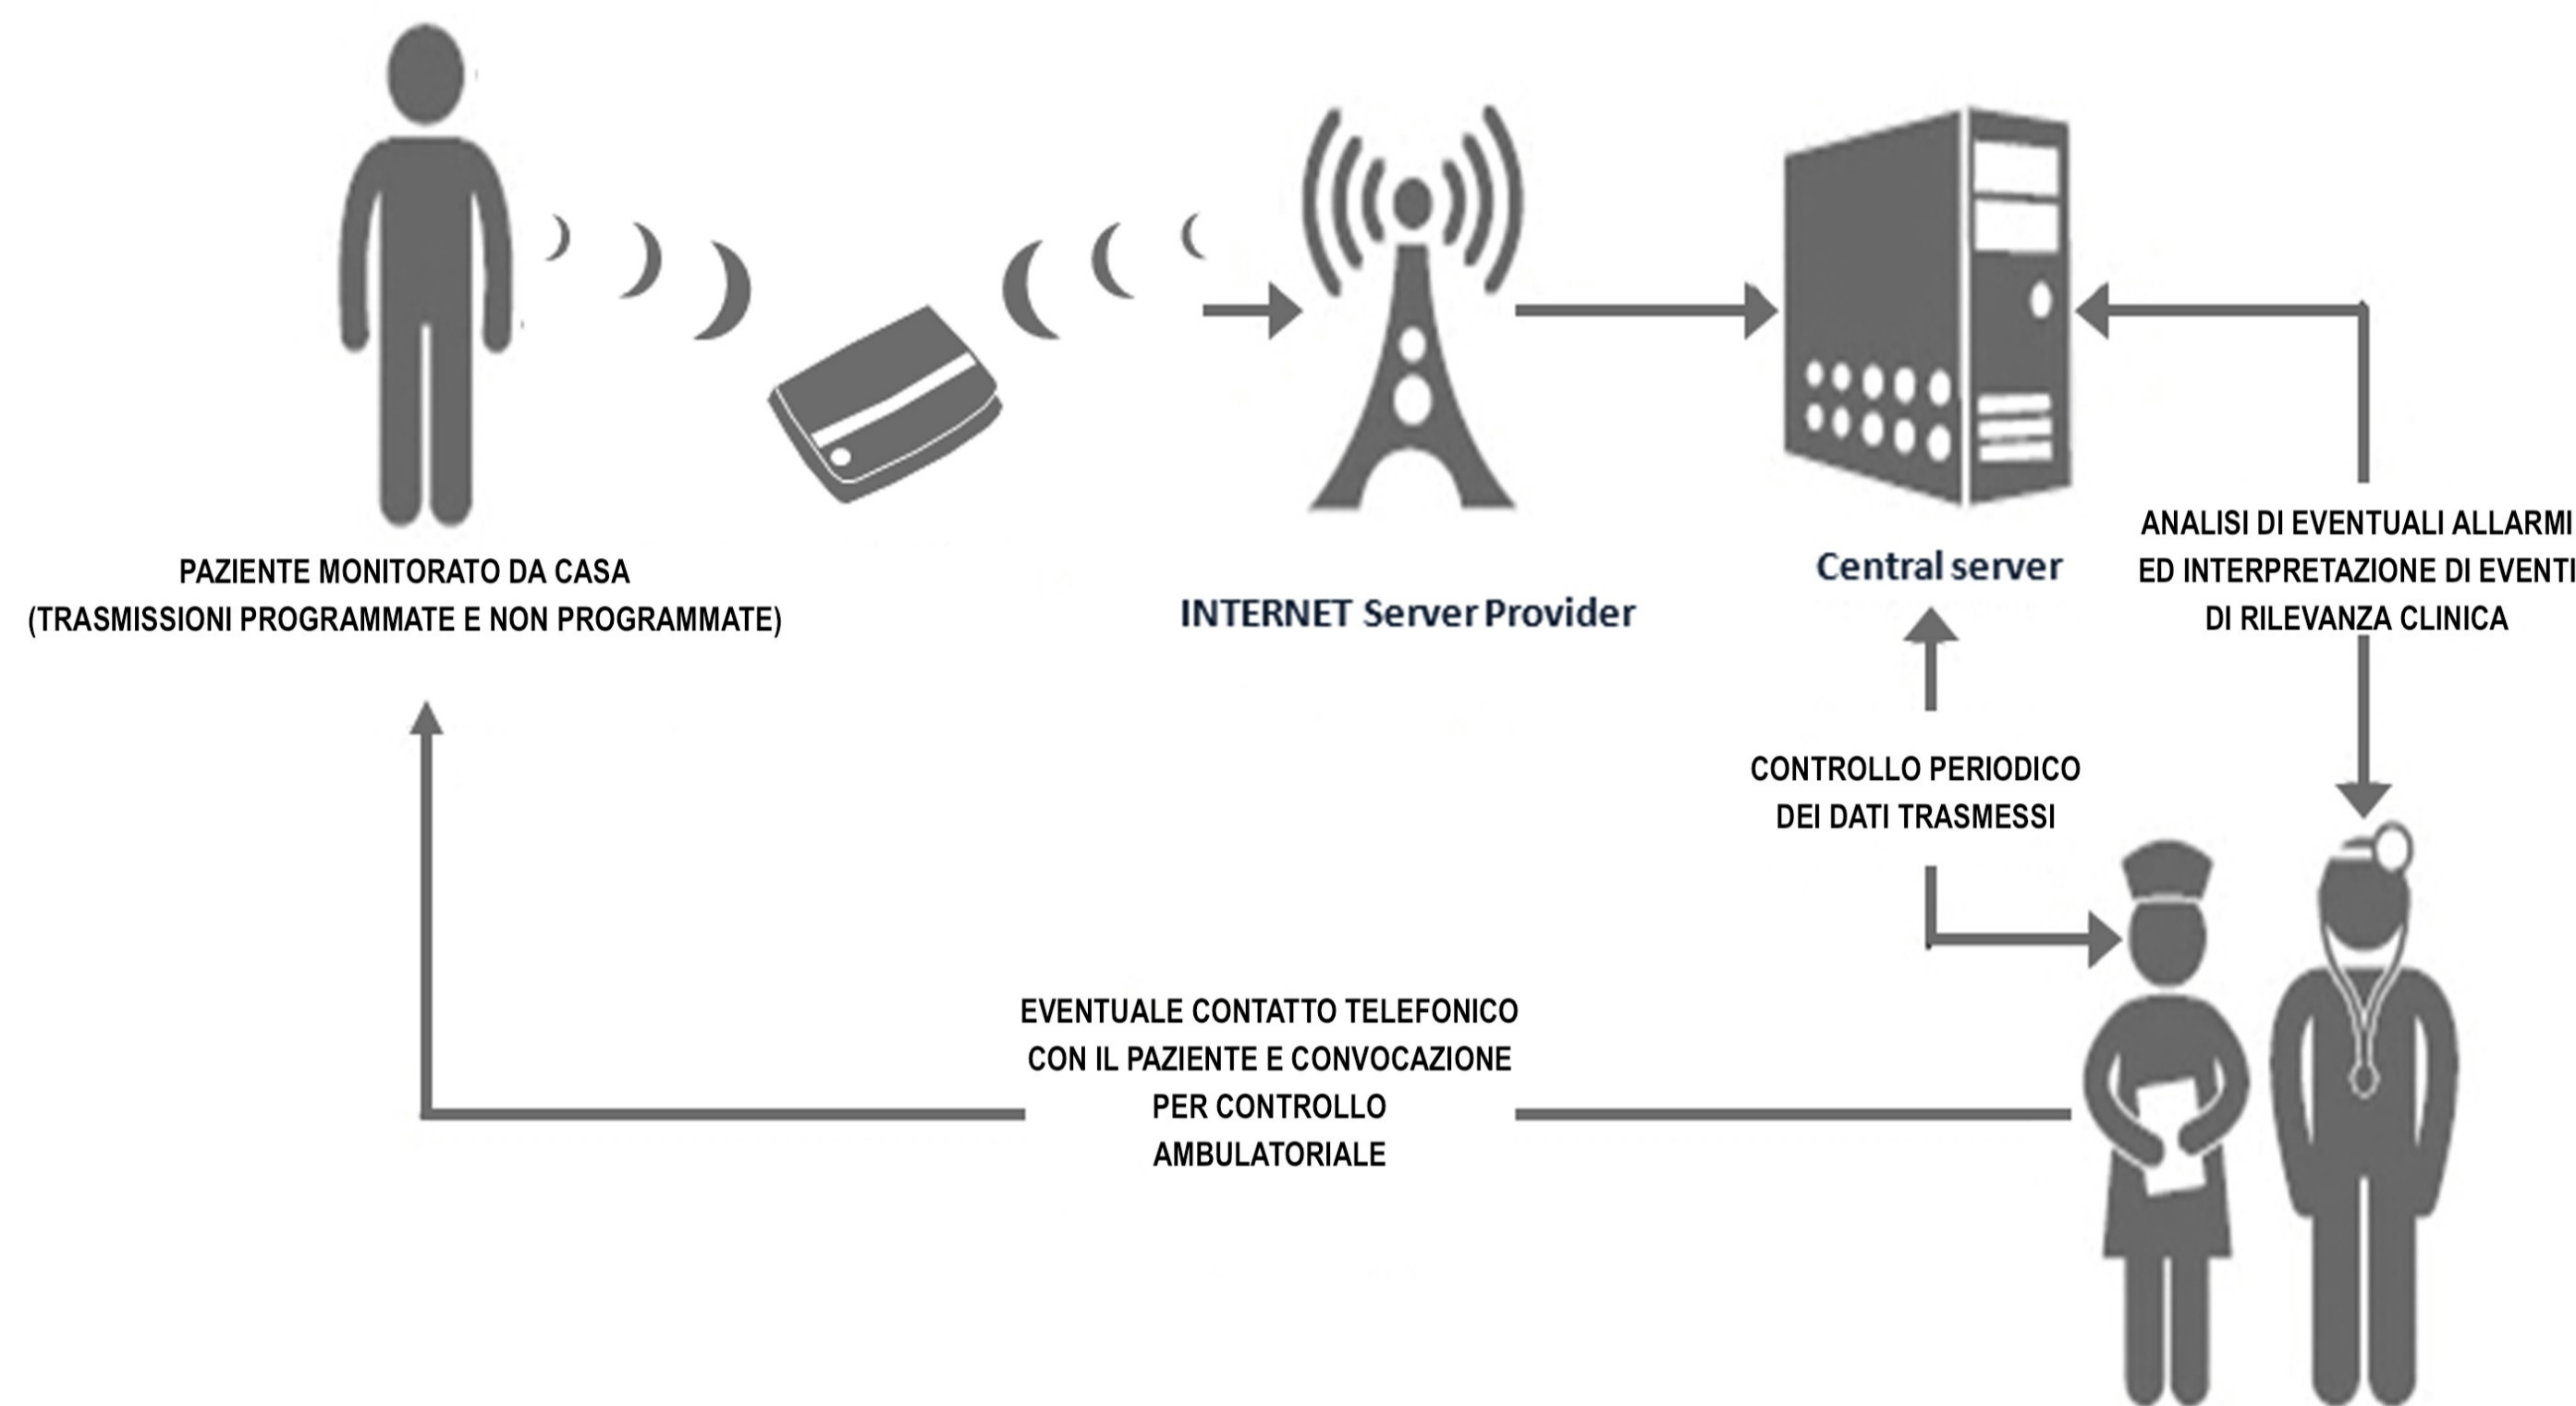 PAZIENTE MONITORATO DA CASA
(TRASMISSIONI PROGRAMMATE E NON PROGRAMMATE)
INTERNET Server Provider
Central server
ANALISI DI EVENTUALI ALLARMI
ED INTERPRETAZIONE DI EVENTI
DI RILEVANZA CLINICA
CONTROLLO PERIODICO
DEI DATI TRASMESSI
EVENTUALE CONTATTO TELEFONICO
CON IL PAZIENTE E CONVOCAZIONE
PER CONTROLLO
AMBULATORIALE